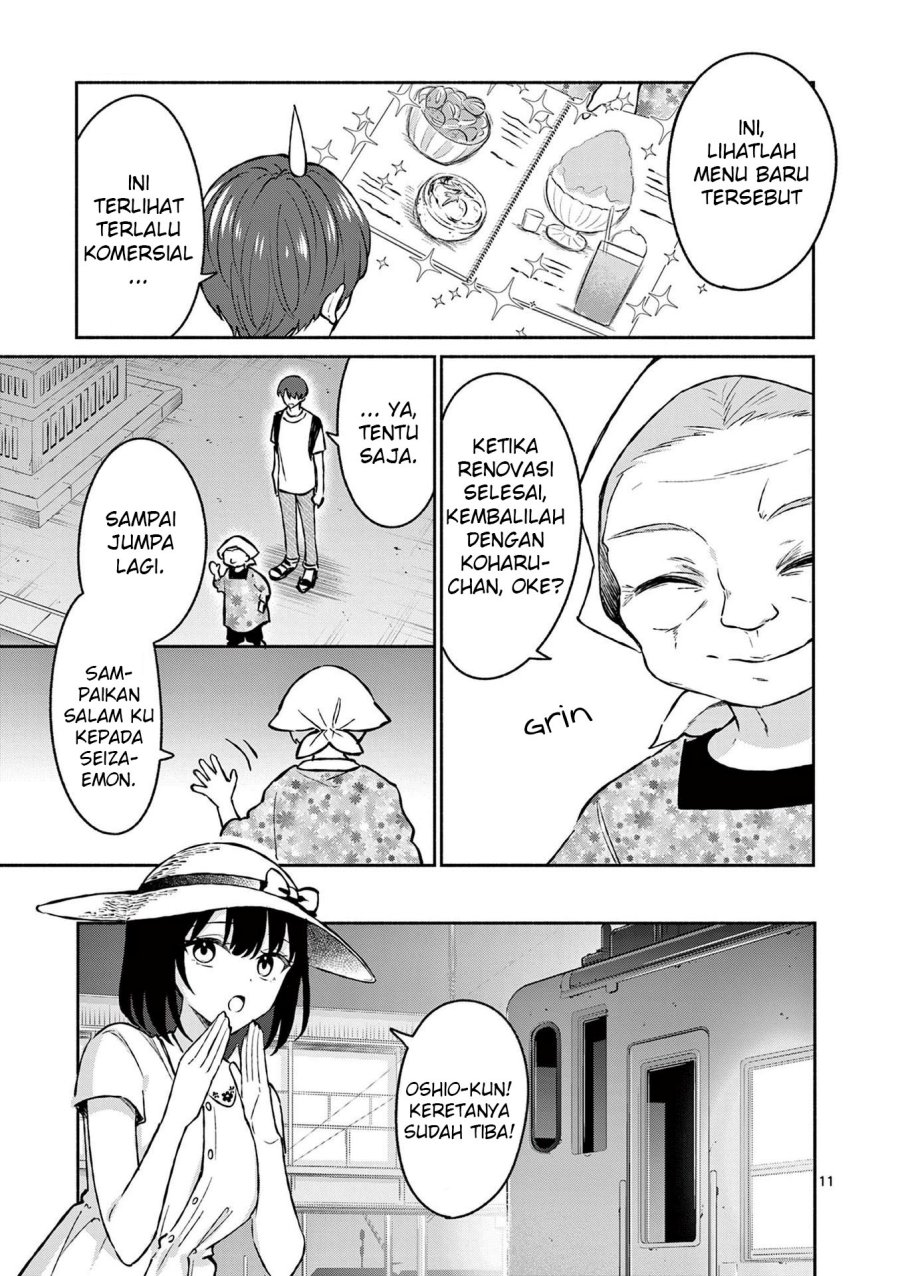 INI,
LIHATLAH
MENU BARU
TERSEBUT
INI
TERLIHAT
TERLALU
KOMERSIAL
...
KETIKA
RENOVASI
SELESAI,
KEMBALILAH
DENGAN
KOHARU-
CHAN, OKE?
Grin
... YA,
TENTU
SAJA.
SAMPAI
JUMPA
LAGI.
SAM-
PAIKAN
SALAM KU
KEPADA
SEIZA-
EMON.
OSHIO-KUN!
KERETANYA
SUDAH TIBA!
11